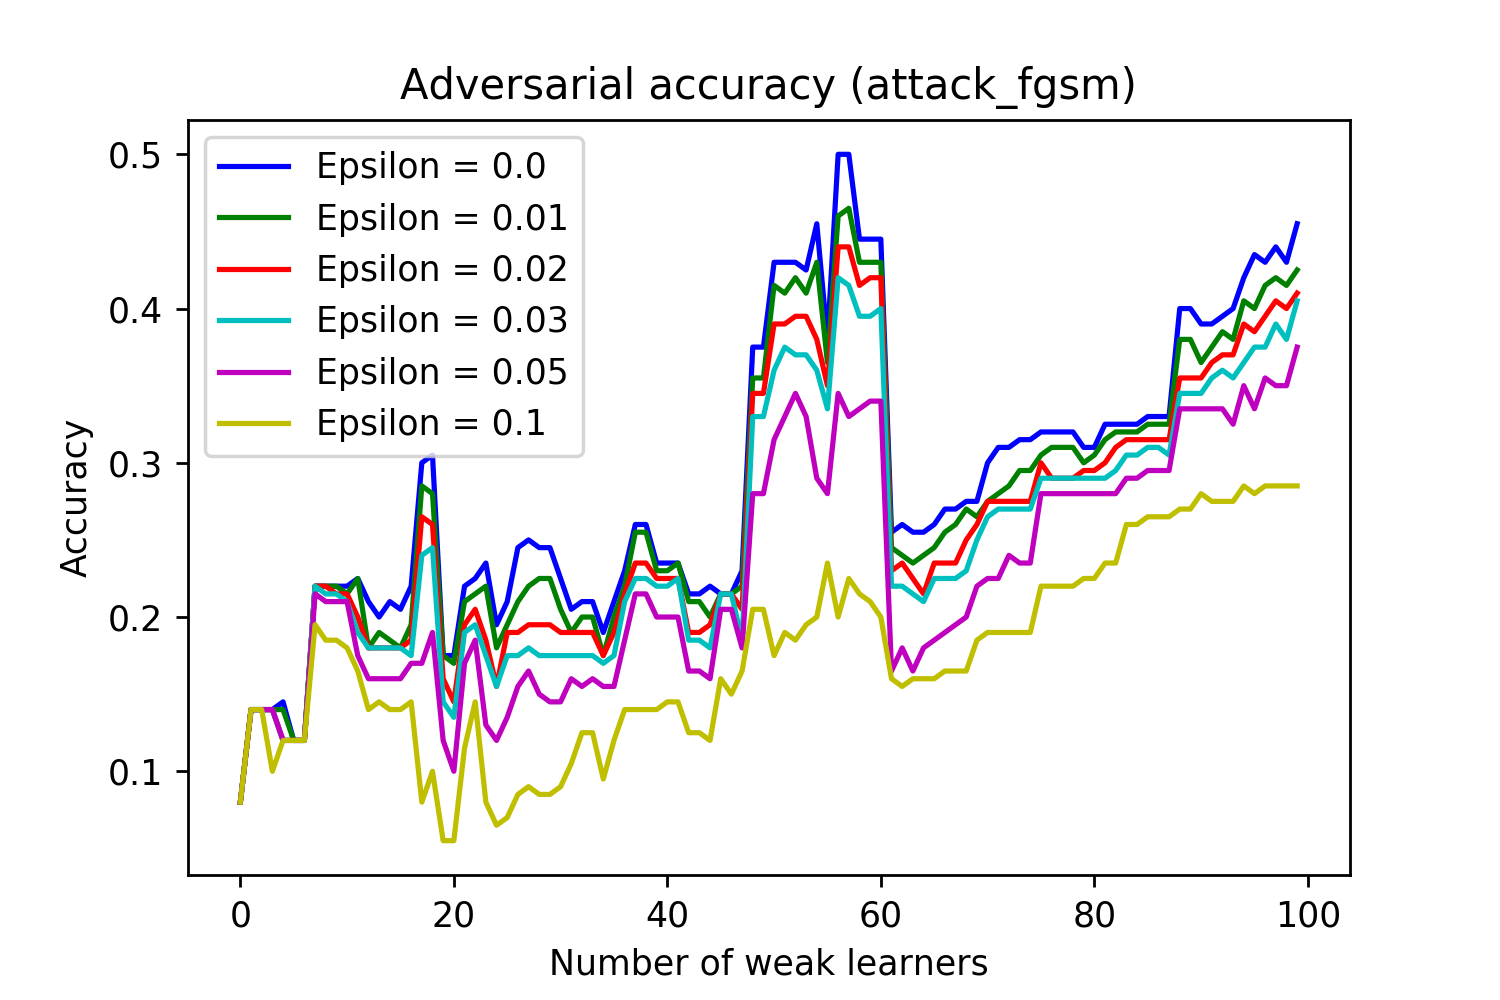 Adversarial accuracy (attack_fgsm)
Epsilon = 0.0
Epsilon = 0.01
Epsilon = 0.02
Epsilon = 0.03
Epsilon = 0.05
Epsilon = 0.1
0.5
0.4
0.3
0.2
0.1
Accuracy
0 20 40 60 80 100
Number of weak learners